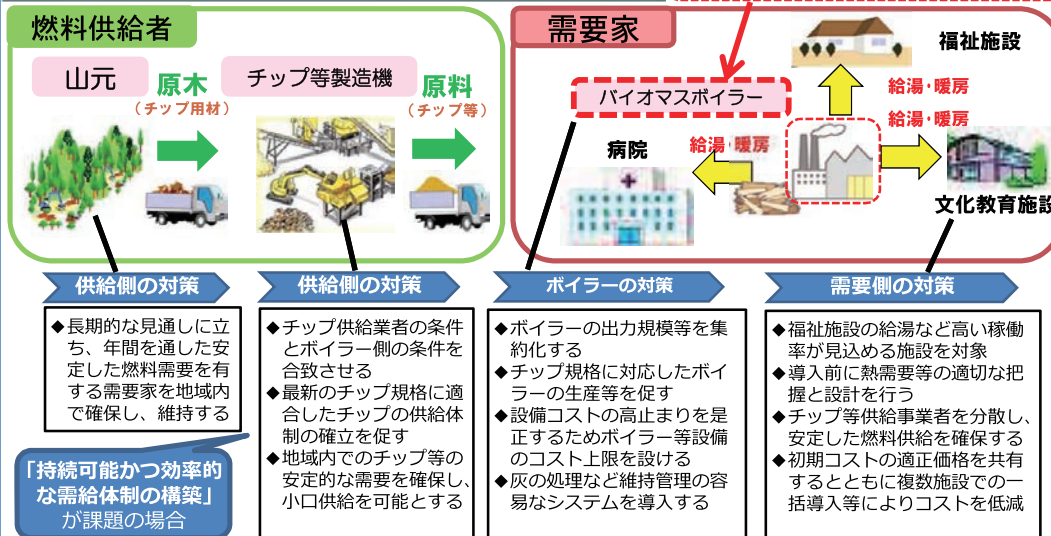 燃料供給者
山元
原木
（チップ用材）
チップ等製造機
原料
（チップ等）
需要家
バイオマスボイラー
福祉施設
給湯・暖房
給湯・暖房
病院
給湯・暖房
文化教育施設
供給側の対策
◆長期的な見通しに立
ち、年間を通した安
定した燃料需要を有
する需要家を地域内
で確保し、維持する
「持続可能かつ効率的
な需給体制の構築」
が課題の場合
供給側の対策
◆チップ供給業者の条件
とボイラー側の条件を
合致させる
◆最新のチップ規格に適
合したチップの供給体
制の確立を促す
◆地域内でのチップ等の
安定的な需要を確保し、
小口供給を可能とする
ボイラーの対策
◆ボイラーの出力規模等を集
約化する
◆チップ規格に対応したボイ
ラーの生産等を促す
◆設備コストの高止まりを是
正するためボイラー等設備
のコスト上限を設ける
◆灰の処理など維持管理の容
易なシステムを導入する
需要側の対策
◆福祉施設の給湯など高い稼働
率が見込める施設を対象
◆導入前に熱需要等の適切な把
握と設計を行う
◆チップ等供給事業者を分散し、
安定した燃料供給を確保する
◆初期コストの適正価格を共有
するとともに複数施設での一
括導入等によりコストを低減